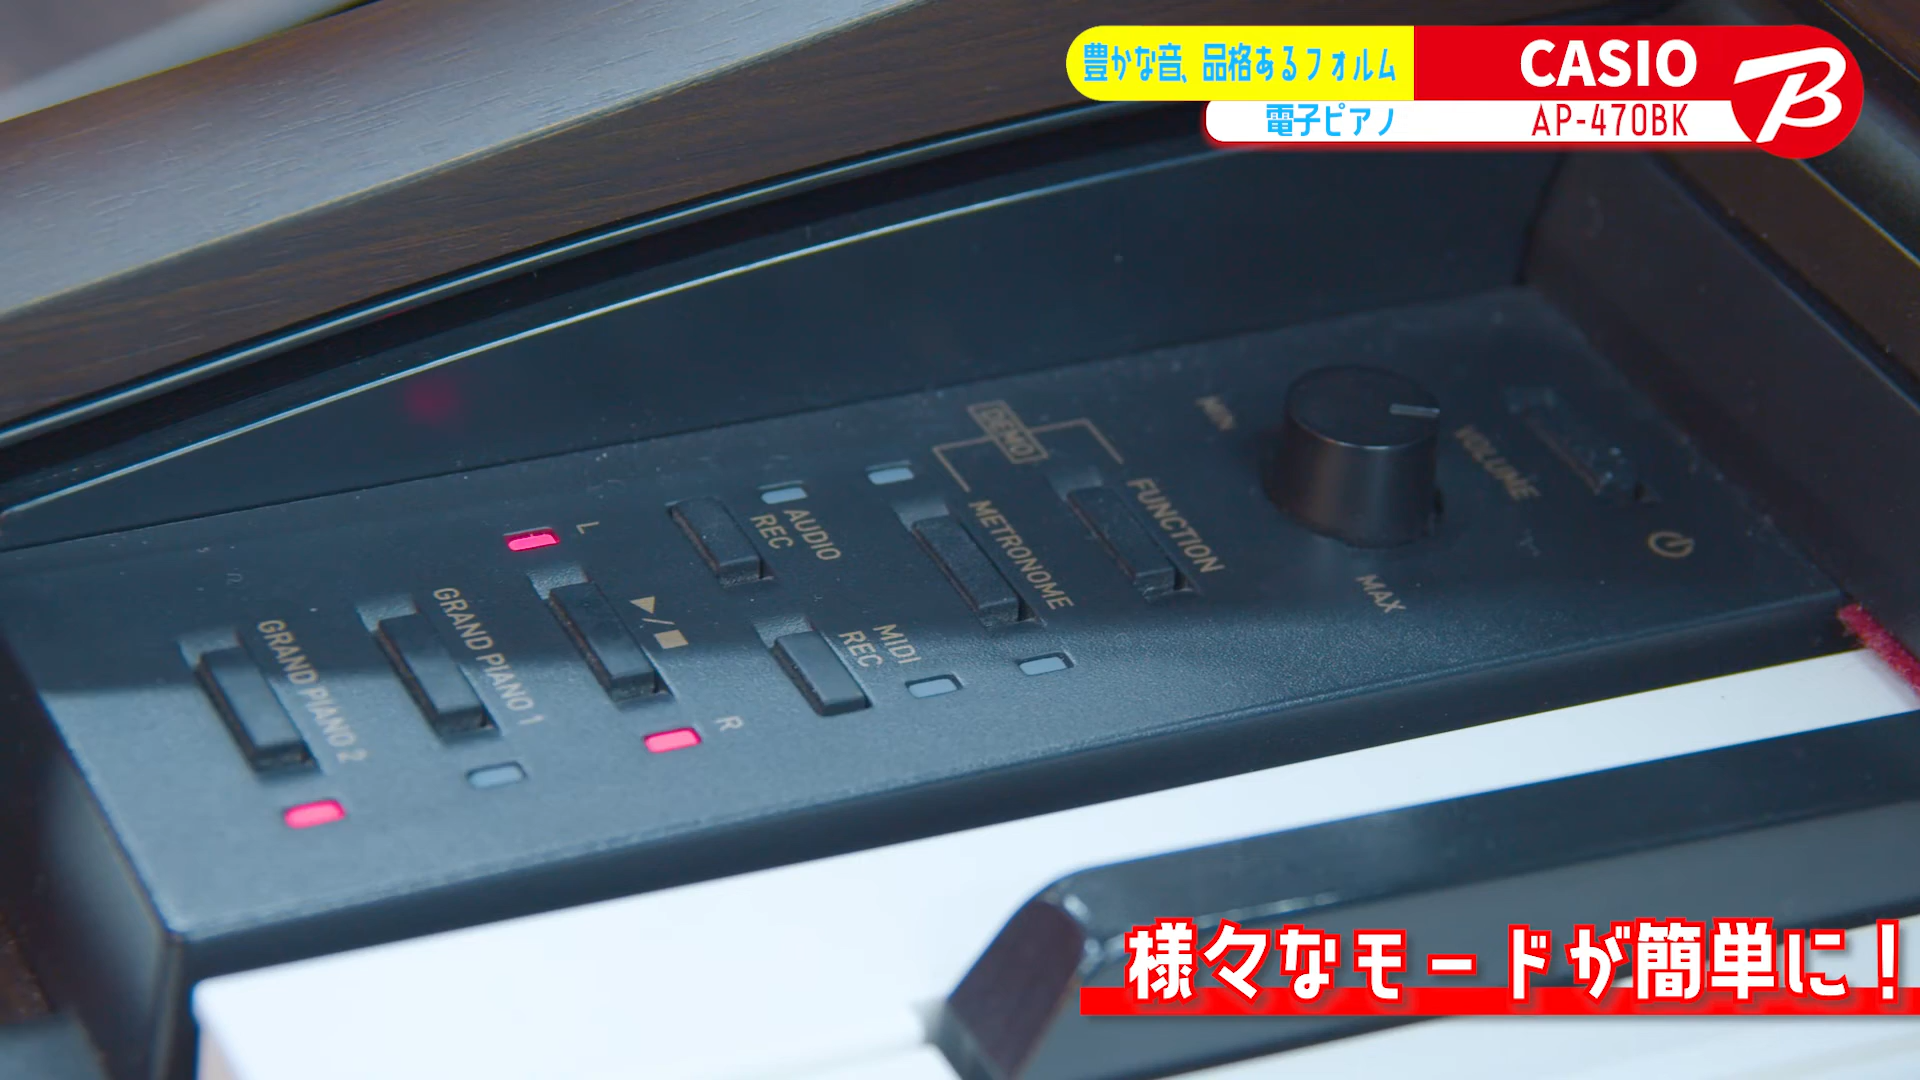 豊かな音、品格あるフォルム
CASIO
B
電子ピアノ
AP-470BK
DEMO
MIN
VOLUME
MAX
FUNCTION
METRONOME
AUDIO
REC
MIDI
REC
L
R
GRAND PIANO 1
GRAND PIANO 2
様々なモードが簡単に！